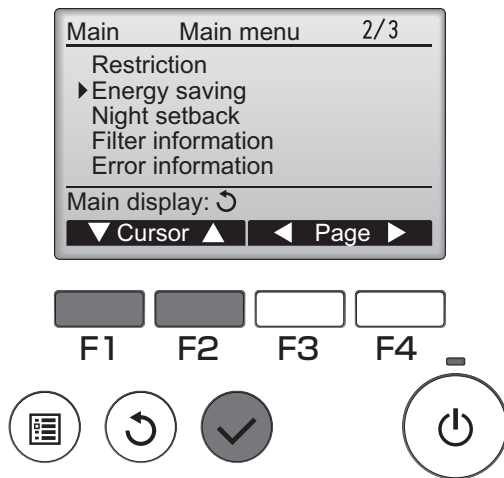 Main Main menu 2/3
Restriction
Energy saving
Night setback
Filter information
Error information
Main display:
Cursor Page
F1 F2 F3 F4